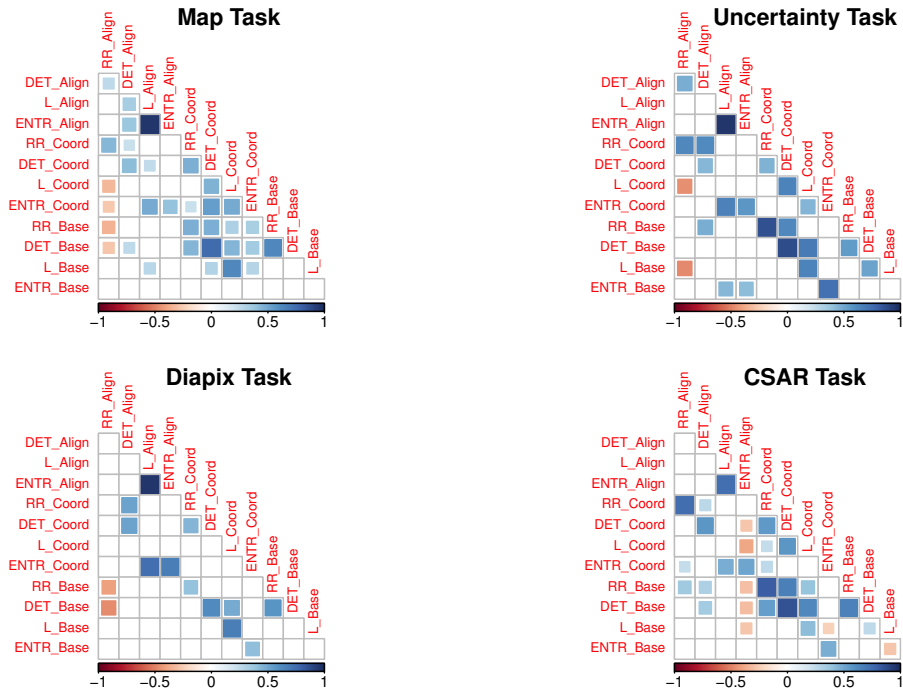 Map Task
RR_Align
DET_Align
L_Align
ENTR_Align
RR_Coord
DET_Coord
L_Coord
ENTR_Coord
RR_Base
DET_Base
L_Base
DET_Align
L_Align
ENTR_Align
RR_Coord
DET_Coord
L_Coord
ENTR_Coord
RR_Base
DET_Base
L_Base
ENTR_Base
−1 −0.5 0 0.5 1
Uncertainty Task
RR_Align
DET_Align
L_Align
ENTR_Align
RR_Coord
DET_Coord
L_Coord
ENTR_Coord
RR_Base
DET_Base
L_Base
DET_Align
L_Align
ENTR_Align
RR_Coord
DET_Coord
L_Coord
ENTR_Coord
RR_Base
DET_Base
L_Base
ENTR_Base
−1 −0.5 0 0.5 1
Diapix Task
RR_Align
DET_Align
L_Align
ENTR_Align
RR_Coord
DET_Coord
L_Coord
ENTR_Coord
RR_Base
DET_Base
L_Base
DET_Align
L_Align
ENTR_Align
RR_Coord
DET_Coord
L_Coord
ENTR_Coord
RR_Base
DET_Base
L_Base
ENTR_Base
−1 −0.5 0 0.5 1
CSAR Task
RR_Align
DET_Align
L_Align
ENTR_Align
RR_Coord
DET_Coord
L_Coord
ENTR_Coord
RR_Base
DET_Base
L_Base
DET_Align
L_Align
ENTR_Align
RR_Coord
DET_Coord
L_Coord
ENTR_Coord
RR_Base
DET_Base
L_Base
ENTR_Base
−1 −0.5 0 0.5 1